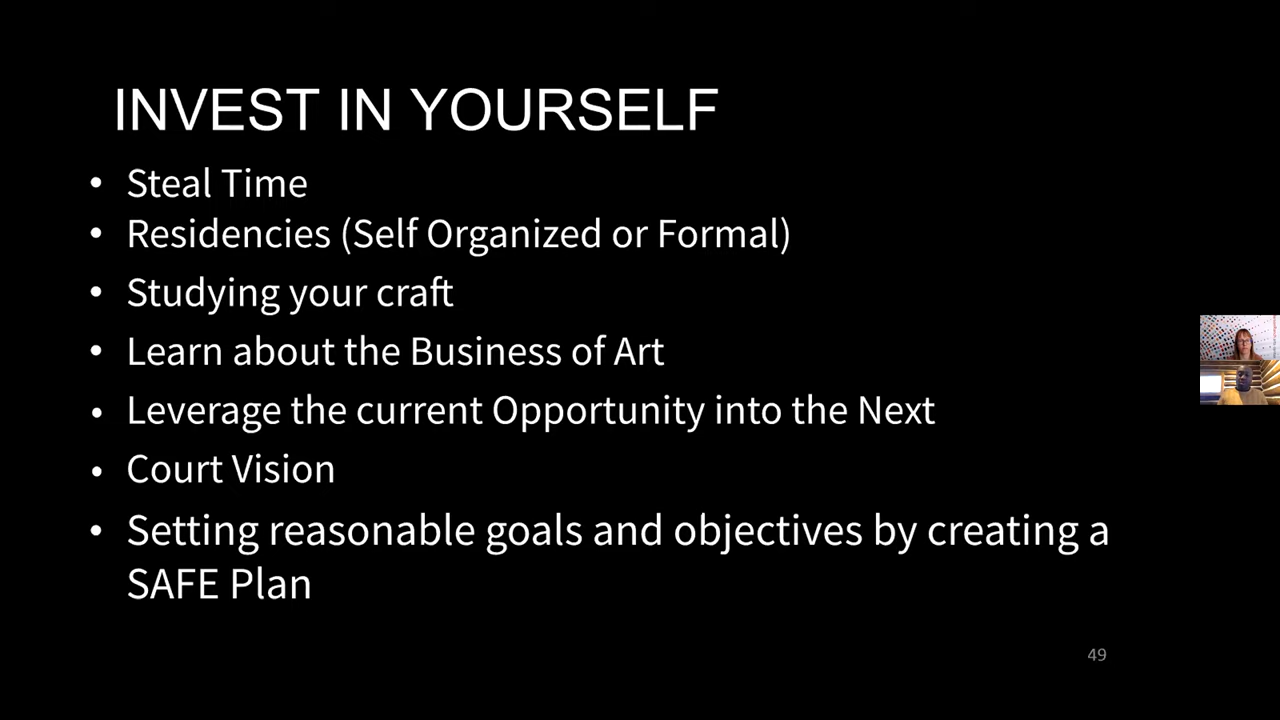 INVEST IN YOURSELF
• Steal Time
• Residencies (Self Organized or Formal)
• Studying your craft
• Learn about the Business of Art
• Leverage the current Opportunity into the Next
• Court Vision
• Setting reasonable goals and objectives by creating a
SAFE Plan
49